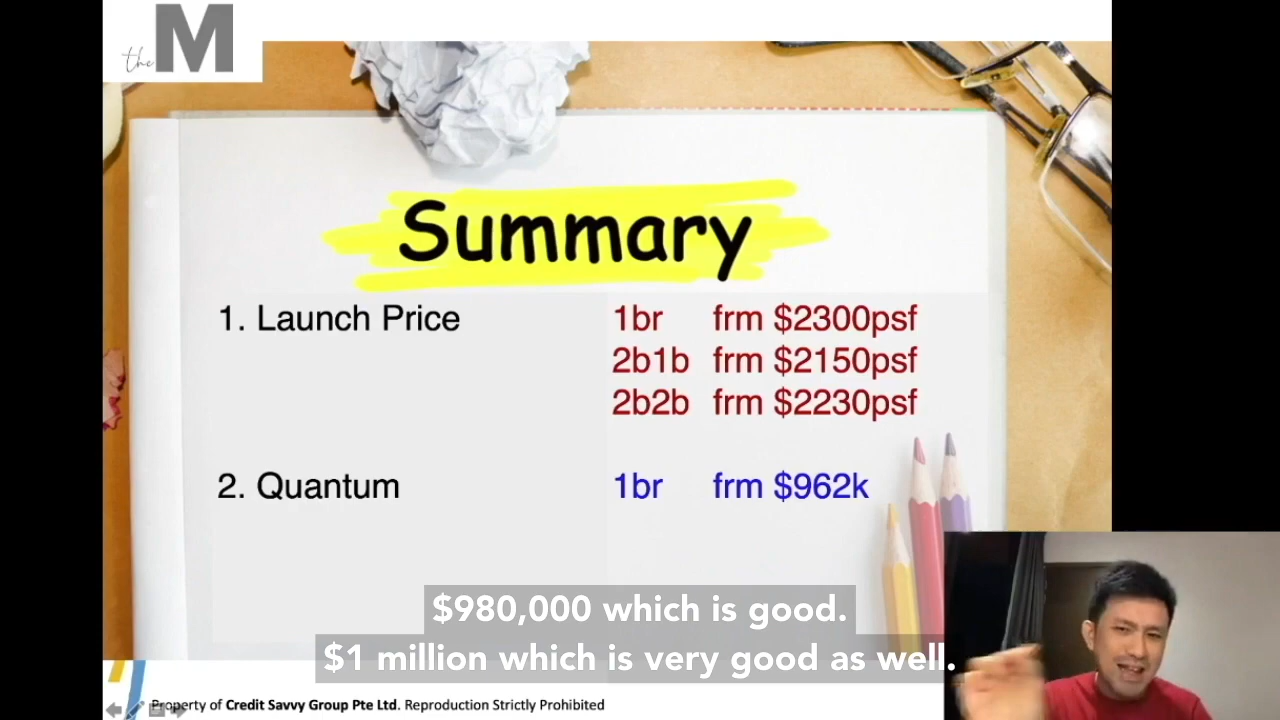 the M
Summary
1. Launch Price 1br frm $2300psf
2b1b frm $2150psf
2b2b frm $2230psf
2. Quantum 1br frm $962k
$980,000 which is good.
$1 million which is very good as well.
Property of Credit Savvy Group Pte Ltd. Reproduction Strictly Prohibited